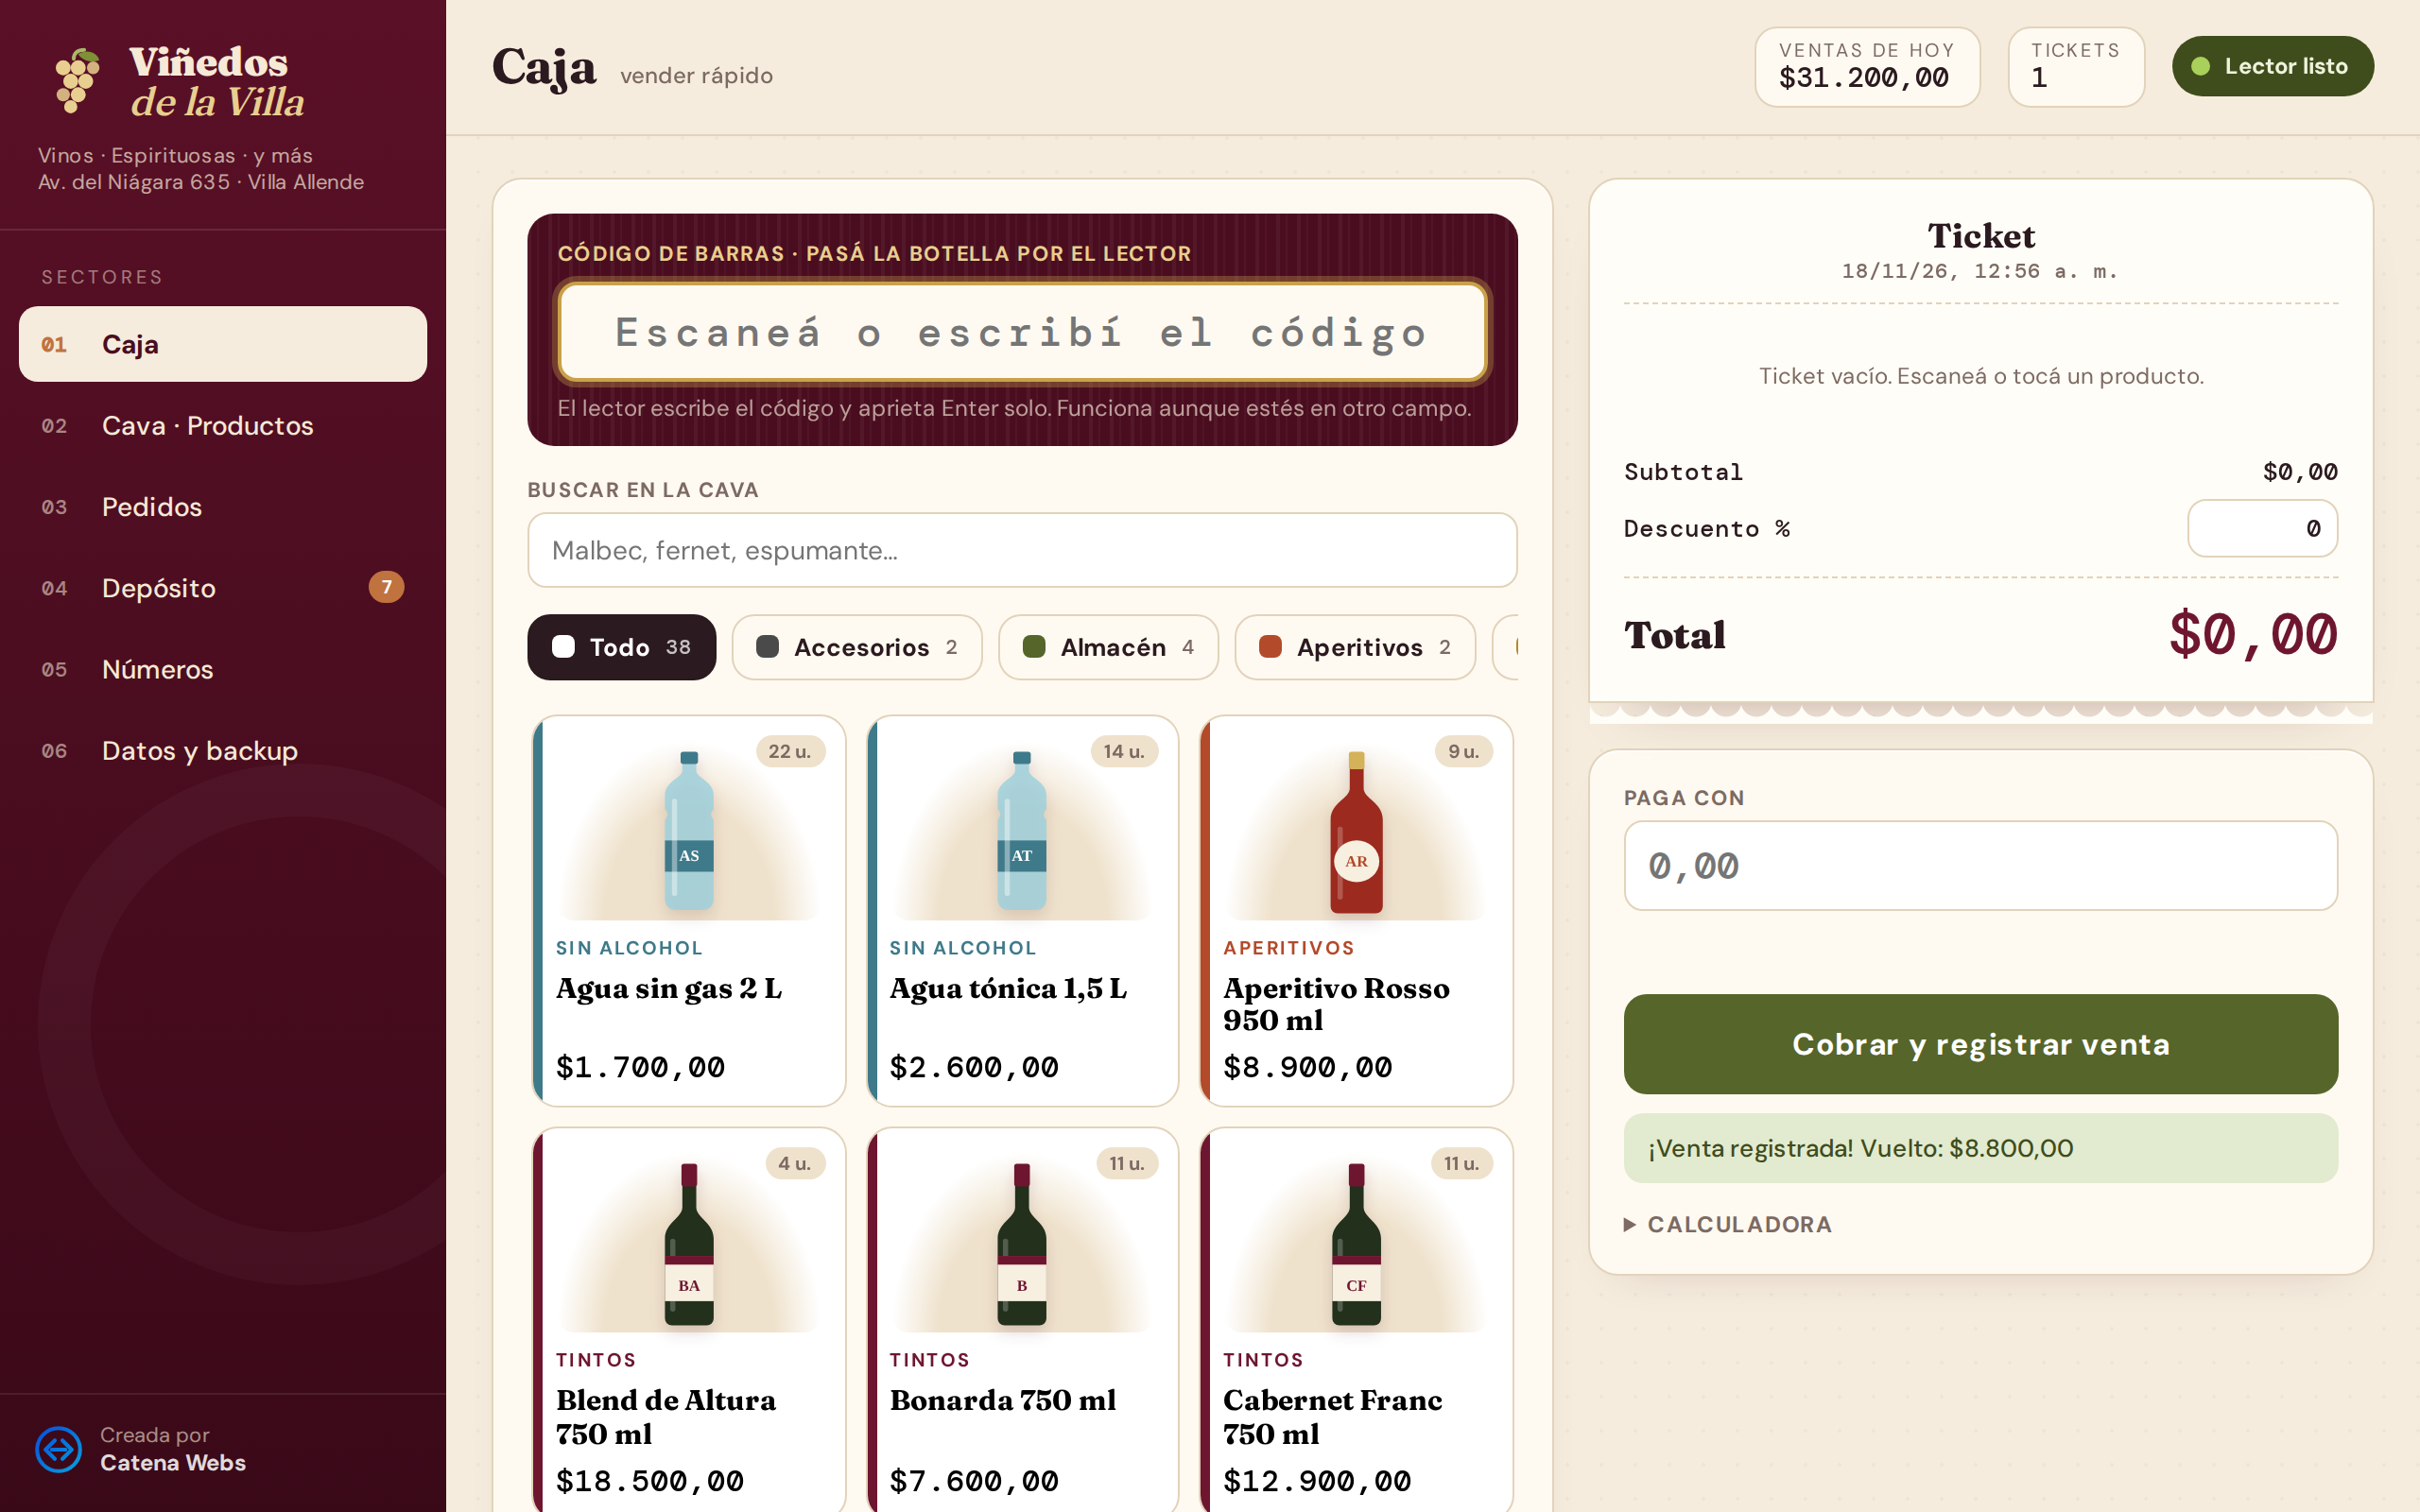 Viñedos
de la Villa
Vinos · Espirituosas · y más
Av. del Niágara 635 · Villa Allende
SECTORES
01 Caja
02 Cava · Productos
03 Pedidos
04 Depósito 7
05 Números
06 Datos y backup
Creada por
Catena Webs
Caja vender rápido
VENTAS DE HOY
$31.200,00
TICKETS
1
Lector listo
CÓDIGO DE BARRAS · PASÁ LA BOTELLA POR EL LECTOR
Escaneá o escribí el código
El lector escribe el código y aprieta Enter solo. Funciona aunque estés en otro campo.
BUSCAR EN LA CAVA
Malbec, fernet, espumante...
Todo 38
Accesorios 2
Almacén 4
Aperitivos 2
22 u.
AS
SIN ALCOHOL
Agua sin gas 2 L
$1.700,00
14 u.
AT
SIN ALCOHOL
Agua tónica 1,5 L
$2.600,00
9 u.
AR
APERITIVOS
Aperitivo Rosso
950 ml
$8.900,00
4 u.
BA
TINTOS
Blend de Altura
750 ml
$18.500,00
11 u.
B
TINTOS
Bonarda 750 ml
$7.600,00
11 u.
CF
TINTOS
Cabernet Franc
750 ml
$12.900,00
Ticket
18/11/26, 12:56 a. m.
Ticket vacío. Escaneá o tocá un producto.
Subtotal $0,00
Descuento % 0
Total $0,00
PAGA CON
0,00
Cobrar y registrar venta
¡Venta registrada! Vuelto: $8.800,00
CALCULADORA